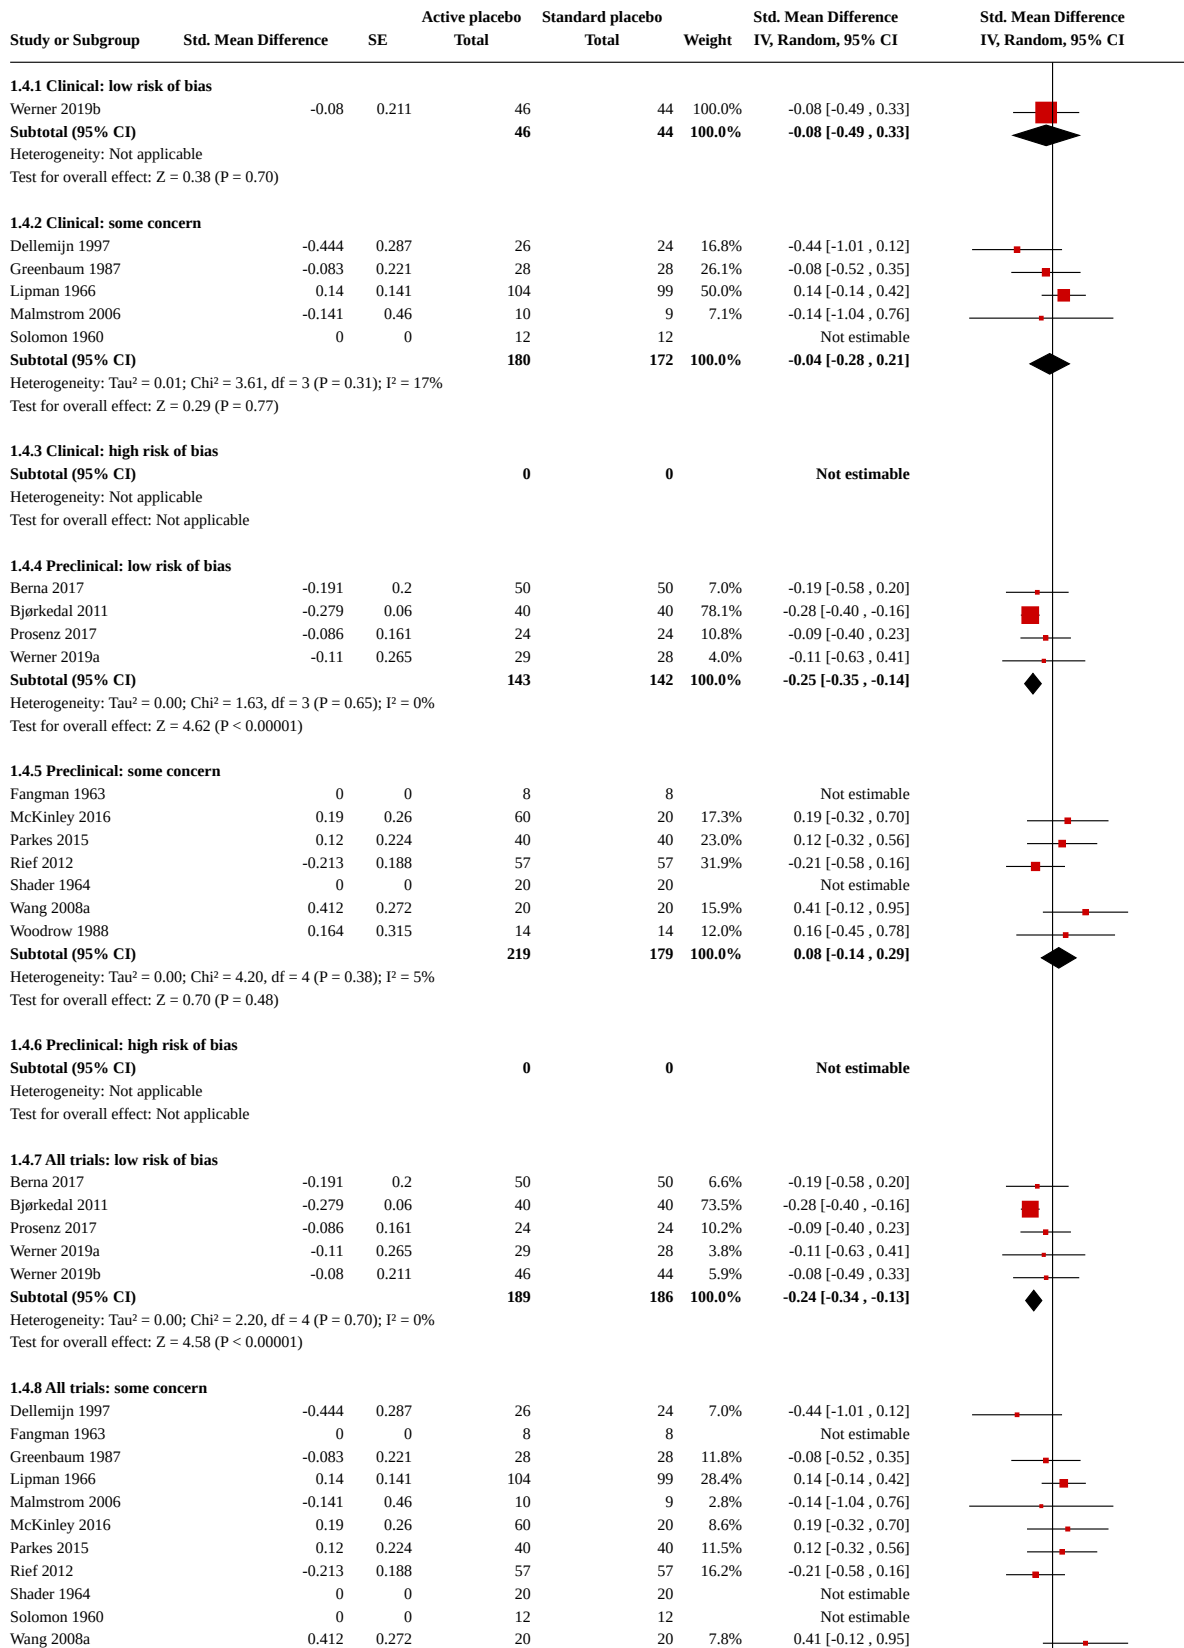 Active placebo Standard placebo Std. Mean Difference Std. Mean Difference
Study or Subgroup Std. Mean Difference SE Total Total Weight IV, Random, 95% CI IV, Random, 95% CI
1.4.1 Clinical: low risk of bias
Werner 2019b -0.08 0.211 46 44 100.0% -0.08 [-0.49 , 0.33]
Subtotal (95% CI) 46 44 100.0% -0.08 [-0.49 , 0.33]
Heterogeneity: Not applicable
Test for overall effect: Z = 0.38 (P = 0.70)
1.4.2 Clinical: some concern
Dellemijn 1997 -0.444 0.287 26 24 16.8% -0.44 [-1.01 , 0.12]
Greenbaum 1987 -0.083 0.221 28 28 26.1% -0.08 [-0.52 , 0.35]
Lipman 1966 0.14 0.141 104 99 50.0% 0.14 [-0.14 , 0.42]
Malmstrom 2006 -0.141 0.46 10 9 7.1% -0.14 [-1.04 , 0.76]
Solomon 1960 0 0 12 12 Not estimable
Subtotal (95% CI) 180 172 100.0% -0.04 [-0.28 , 0.21]
Heterogeneity: Tau² = 0.01; Chi² = 3.61, df = 3 (P = 0.31); I² = 17%
Test for overall effect: Z = 0.29 (P = 0.77)
1.4.3 Clinical: high risk of bias
Subtotal (95% CI) 0 0 Not estimable
Heterogeneity: Not applicable
Test for overall effect: Not applicable
1.4.4 Preclinical: low risk of bias
Berna 2017 -0.191 0.2 50 50 7.0% -0.19 [-0.58 , 0.20]
Bjørkedal 2011 -0.279 0.06 40 40 78.1% -0.28 [-0.40 , -0.16]
Prosenz 2017 -0.086 0.161 24 24 10.8% -0.09 [-0.40 , 0.23]
Werner 2019a -0.11 0.265 29 28 4.0% -0.11 [-0.63 , 0.41]
Subtotal (95% CI) 143 142 100.0% -0.25 [-0.35 , -0.14]
Heterogeneity: Tau² = 0.00; Chi² = 1.63, df = 3 (P = 0.65); I² = 0%
Test for overall effect: Z = 4.62 (P < 0.00001)
1.4.5 Preclinical: some concern
Fangman 1963 0 0 8 8 Not estimable
McKinley 2016 0.19 0.26 60 20 17.3% 0.19 [-0.32 , 0.70]
Parkes 2015 0.12 0.224 40 40 23.0% 0.12 [-0.32 , 0.56]
Rief 2012 -0.213 0.188 57 57 31.9% -0.21 [-0.58 , 0.16]
Shader 1964 0 0 20 20 Not estimable
Wang 2008a 0.412 0.272 20 20 15.9% 0.41 [-0.12 , 0.95]
Woodrow 1988 0.164 0.315 14 14 12.0% 0.16 [-0.45 , 0.78]
Subtotal (95% CI) 219 179 100.0% 0.08 [-0.14 , 0.29]
Heterogeneity: Tau² = 0.00; Chi² = 4.20, df = 4 (P = 0.38); I² = 5%
Test for overall effect: Z = 0.70 (P = 0.48)
1.4.6 Preclinical: high risk of bias
Subtotal (95% CI) 0 0 Not estimable
Heterogeneity: Not applicable
Test for overall effect: Not applicable
1.4.7 All trials: low risk of bias
Berna 2017 -0.191 0.2 50 50 6.6% -0.19 [-0.58 , 0.20]
Bjørkedal 2011 -0.279 0.06 40 40 73.5% -0.28 [-0.40 , -0.16]
Prosenz 2017 -0.086 0.161 24 24 10.2% -0.09 [-0.40 , 0.23]
Werner 2019a -0.11 0.265 29 28 3.8% -0.11 [-0.63 , 0.41]
Werner 2019b -0.08 0.211 46 44 5.9% -0.08 [-0.49 , 0.33]
Subtotal (95% CI) 189 186 100.0% -0.24 [-0.34 , -0.13]
Heterogeneity: Tau² = 0.00; Chi² = 2.20, df = 4 (P = 0.70); I² = 0%
Test for overall effect: Z = 4.58 (P < 0.00001)
1.4.8 All trials: some concern
Dellemijn 1997 -0.444 0.287 26 24 7.0% -0.44 [-1.01 , 0.12]
Fangman 1963 0 0 8 8 Not estimable
Greenbaum 1987 -0.083 0.221 28 28 11.8% -0.08 [-0.52 , 0.35]
Lipman 1966 0.14 0.141 104 99 28.4% 0.14 [-0.14 , 0.42]
Malmstrom 2006 -0.141 0.46 10 9 2.8% -0.14 [-1.04 , 0.76]
McKinley 2016 0.19 0.26 60 20 8.6% 0.19 [-0.32 , 0.70]
Parkes 2015 0.12 0.224 40 40 11.5% 0.12 [-0.32 , 0.56]
Rief 2012 -0.213 0.188 57 57 16.2% -0.21 [-0.58 , 0.16]
Shader 1964 0 0 20 20 Not estimable
Solomon 1960 0 0 12 12 Not estimable
Wang 2008a 0.412 0.272 20 20 7.8% 0.41 [-0.12 , 0.95]